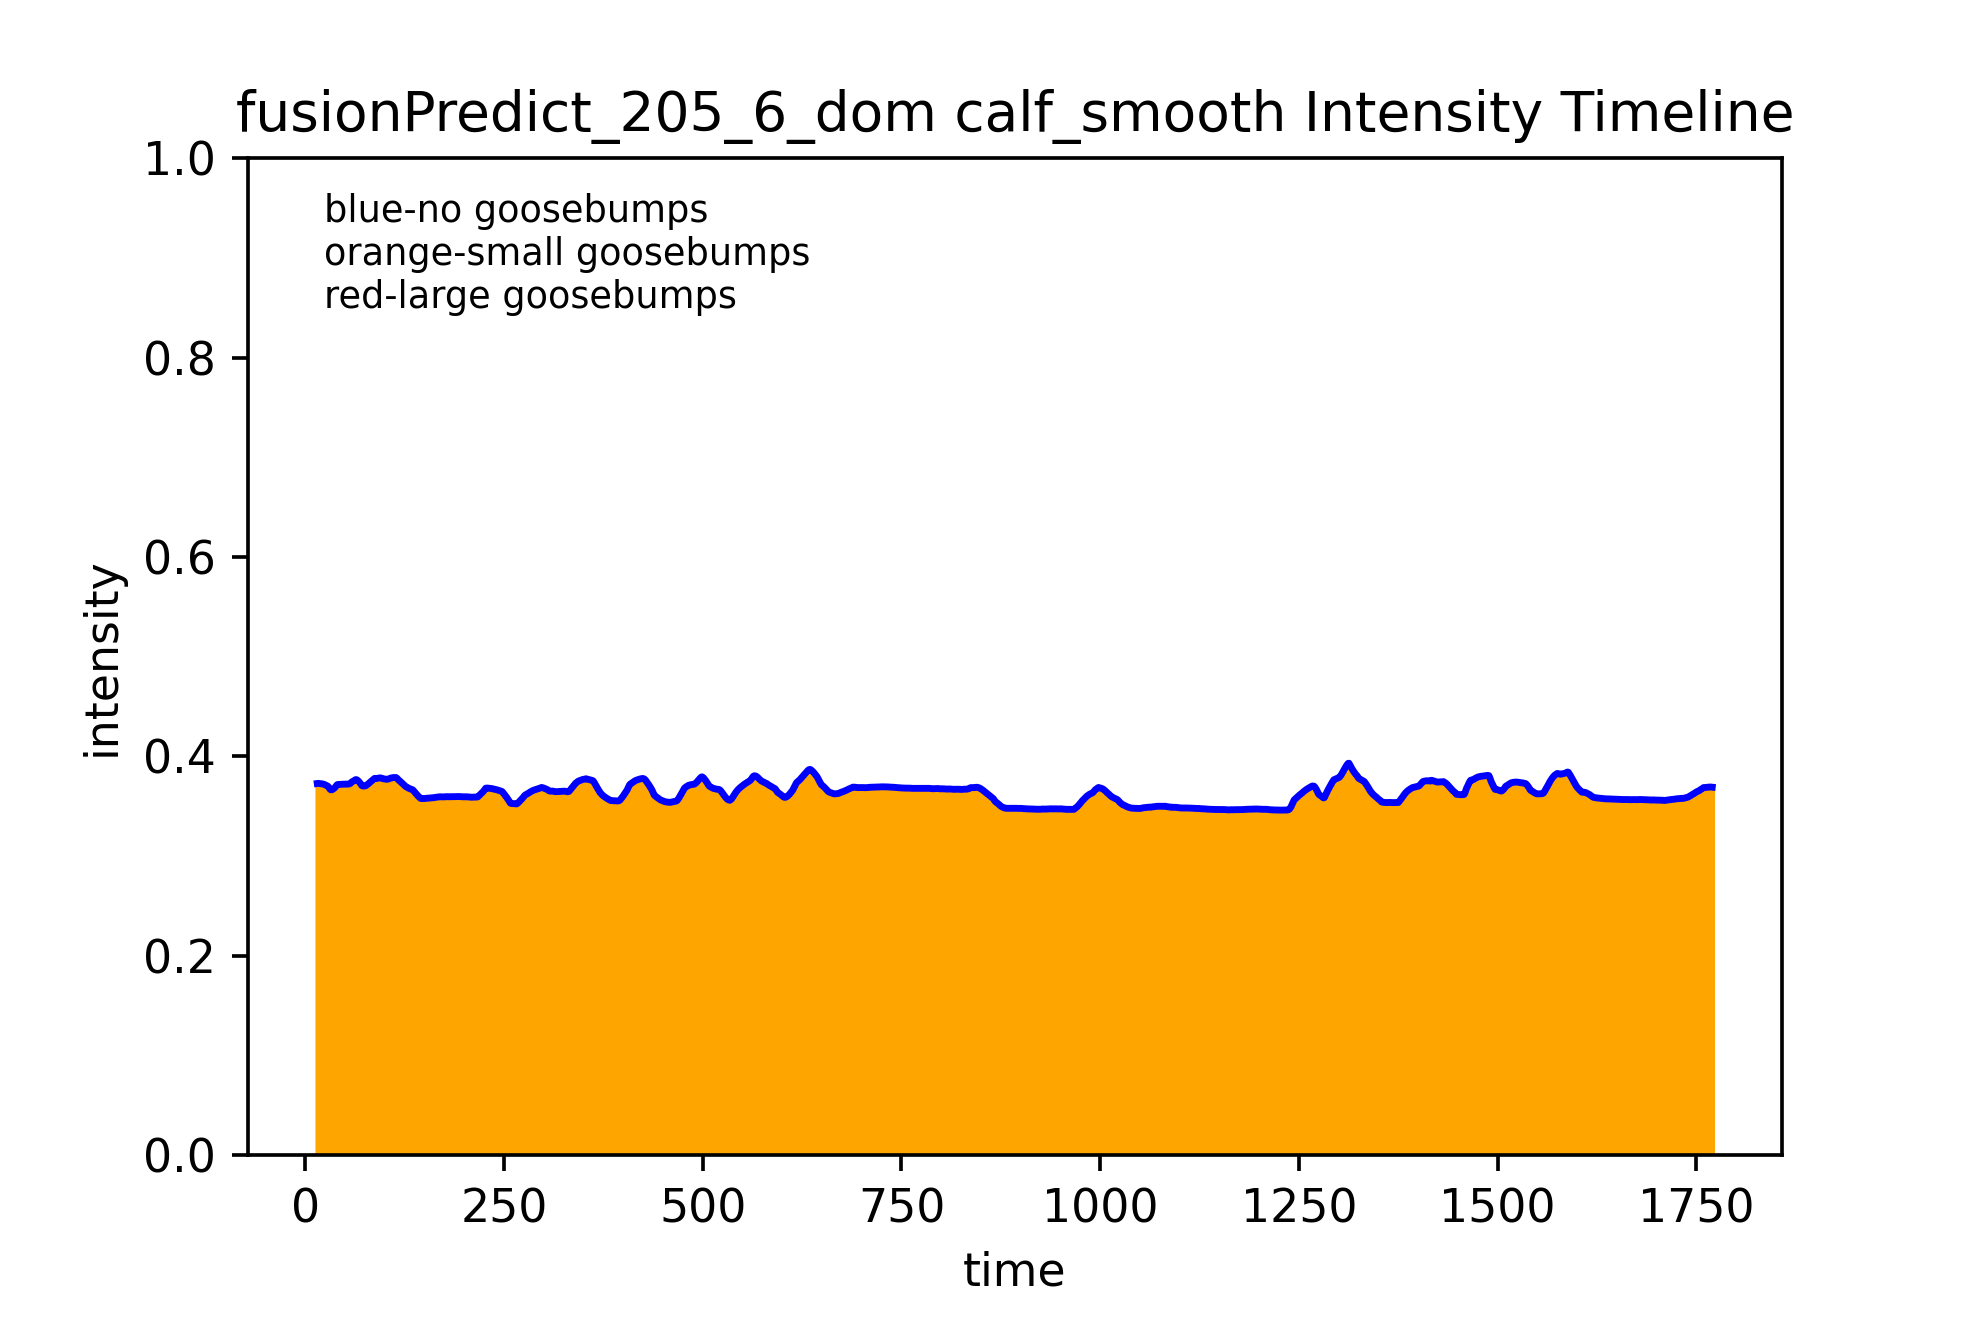 fusionPredict_205_6_dom calf_smooth Intensity Timeline
1.0
blue-no goosebumps
orange-small goosebumps
red-large goosebumps
0.8
0.6
intensity
0.4
0.2
0.0
0 250 500 750 1000 1250 1500 1750
time